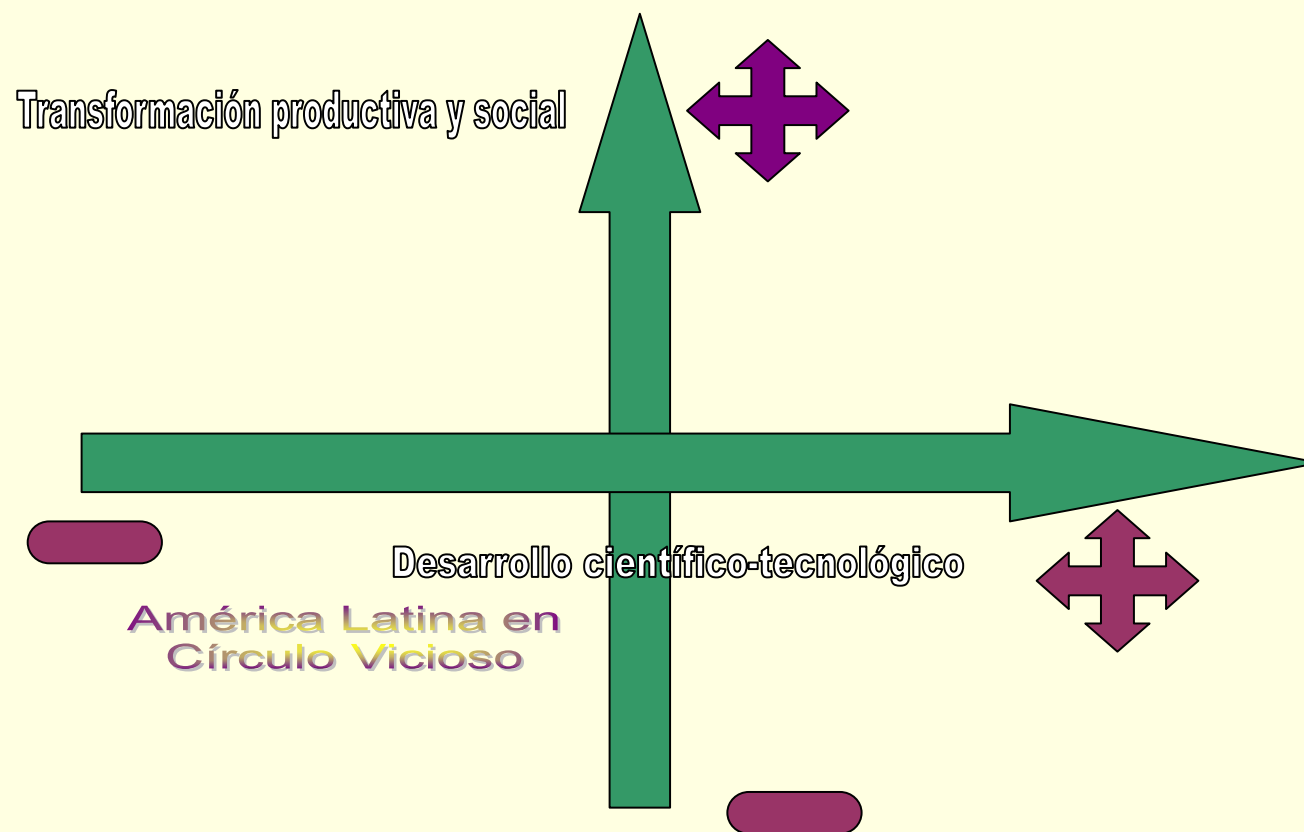 Transformación productiva y social
Desarrollo científico-tecnológico
América Latina en
Círculo Vicioso